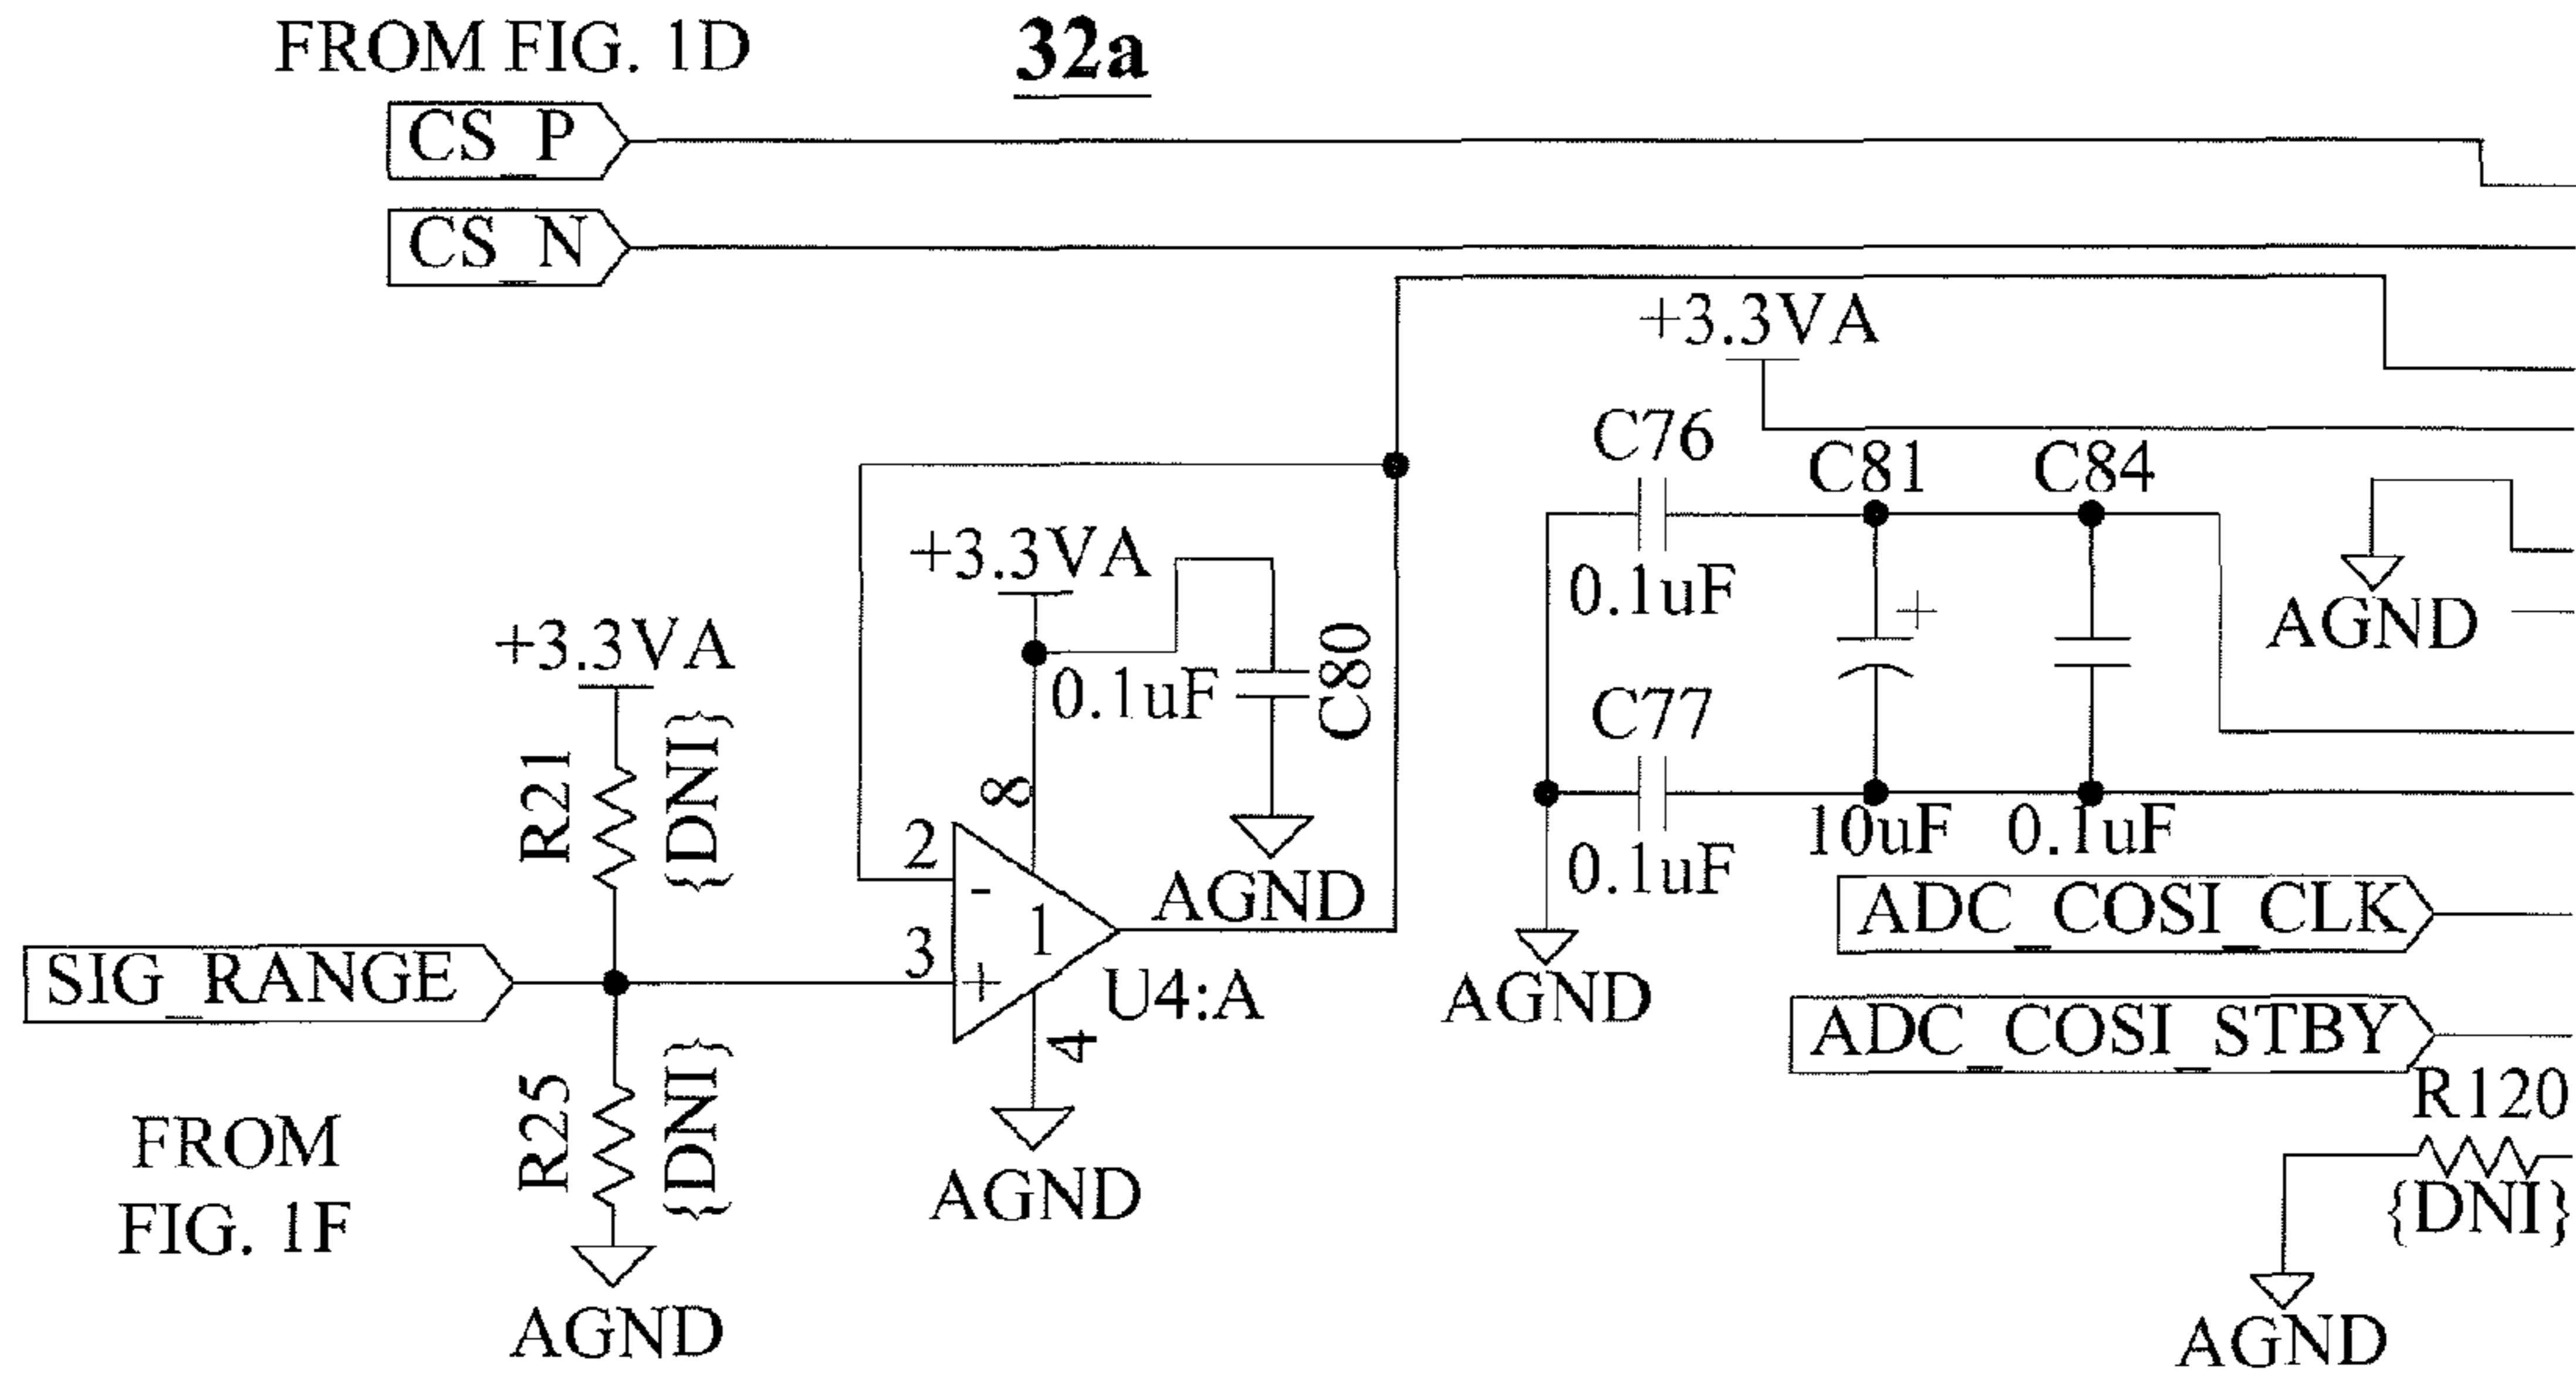 FROM FIG. 1D
32a
CS_P
CS_N
+3.3VA
C76
C81
C84
+3.3VA
0.1uF
AGND
+3.3VA
0.1uF
C80
C77
R21
{DNI}
8
10uF
0.1uF
2
-
0.1uF
AGND
1
ADC_COSI_CLK
3
+
SIG_RANGE
U4:A
AGND
ADC_COSI_STBY
4
R120
R25
{DNI}
FROM
FIG. 1F
AGND
{DNI}
AGND
AGND
+